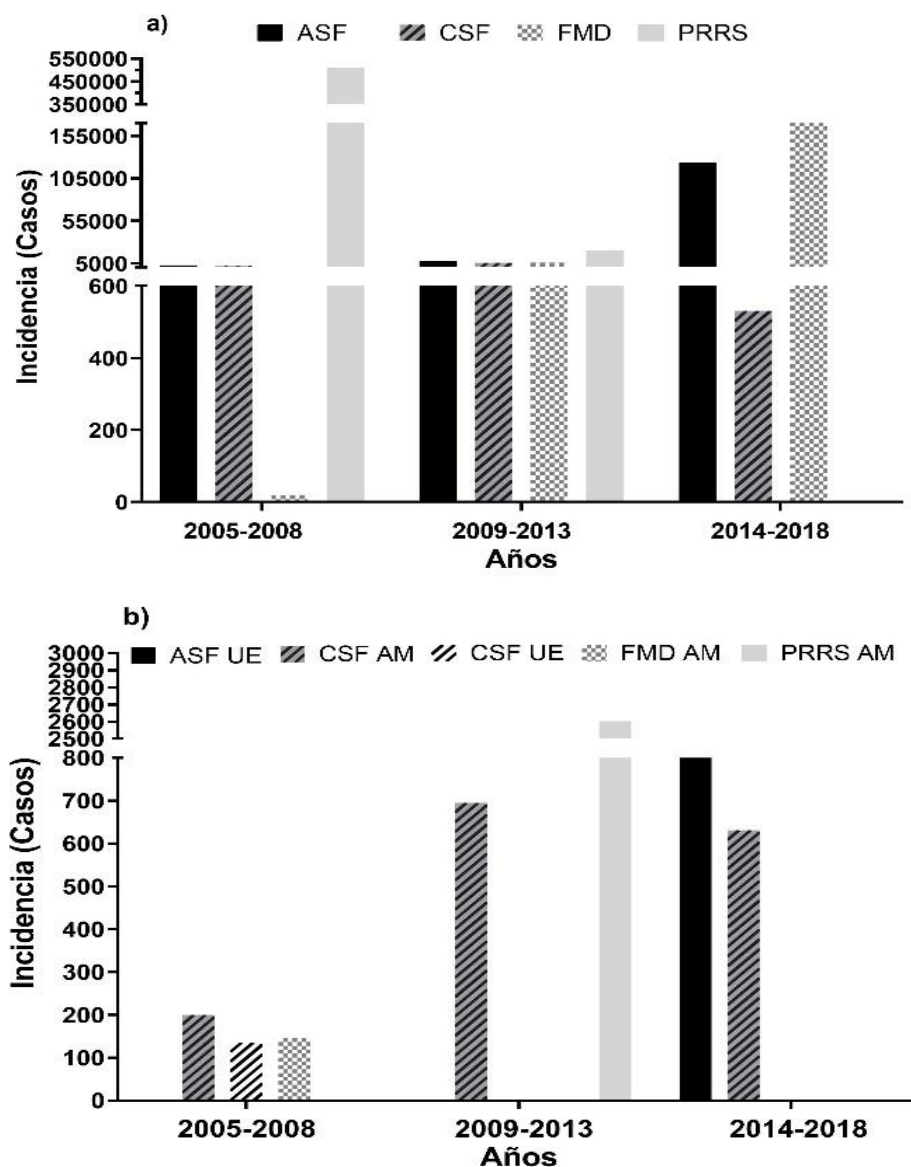 a)
ASF CSF FMD PRRS
550000
450000
350000
155000
105000
55000
5000
600
400
200
0
Incidencia (Casos)
2005-2008 2009-2013 2014-2018
Años
b)
ASF UE CSF AM CSF UE FMD AM PRRS AM
3000
2900
2800
2700
2600
2500
800
700
600
500
400
300
200
100
0
Incidencia (Casos)
2005-2008 2009-2013 2014-2018
Años